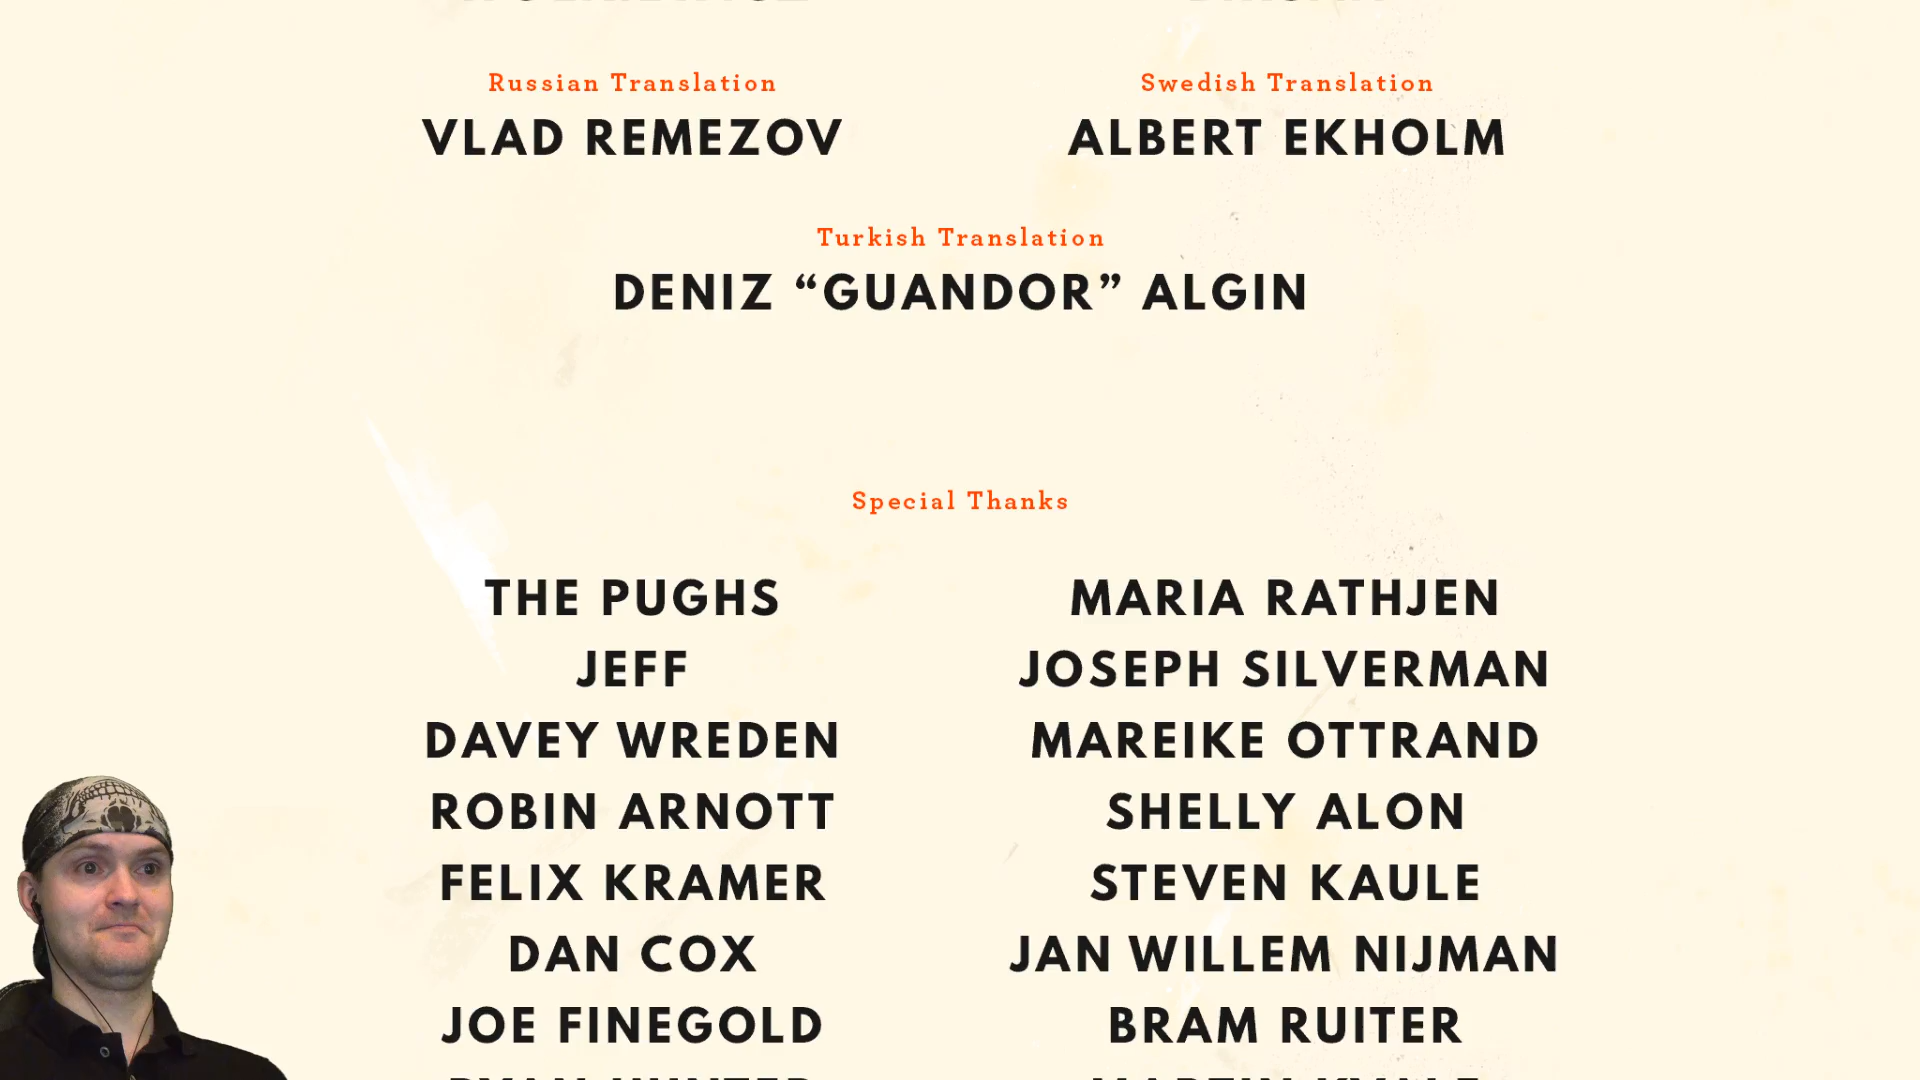 Russian Translation Swedish Translation
VLAD REMEZOV ALBERT EKHOLM
Turkish Translation
DENIZ “GUANDOR” ALGIN
Special Thanks
THE PUGHS MARIA RATHJEN
JEFF JOSEPH SILVERMAN
DAVEY WREDEN MAREIKE OTTRAND
ROBIN ARNOTT SHELLY ALON
FELIX KRAMER STEVEN KAULE
DAN COX JAN WILLEM NIJMAN
JOE FINEGOLD BRAM RUITER